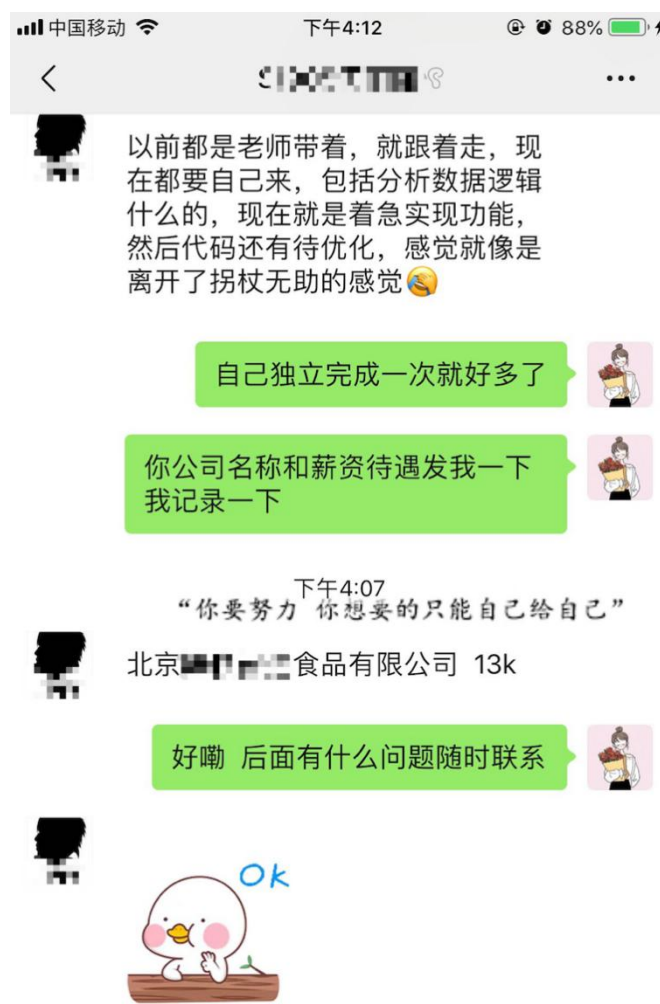 中国移动
下午4:12
88%
以前都是老师带着，就跟着走，现
在都要自己来，包括分析数据逻辑
什么的，现在就是着急实现功能，
然后代码还有待优化，感觉就像是
离开了拐杖无助的感觉
自己独立完成一次就好多了
你公司名称和薪资待遇发我一下
我记录一下
下午4:07
“你要努力 你想要的只能自己给自己”
北京 食品有限公司 13k
好嘞 后面有什么问题随时联系
Ok